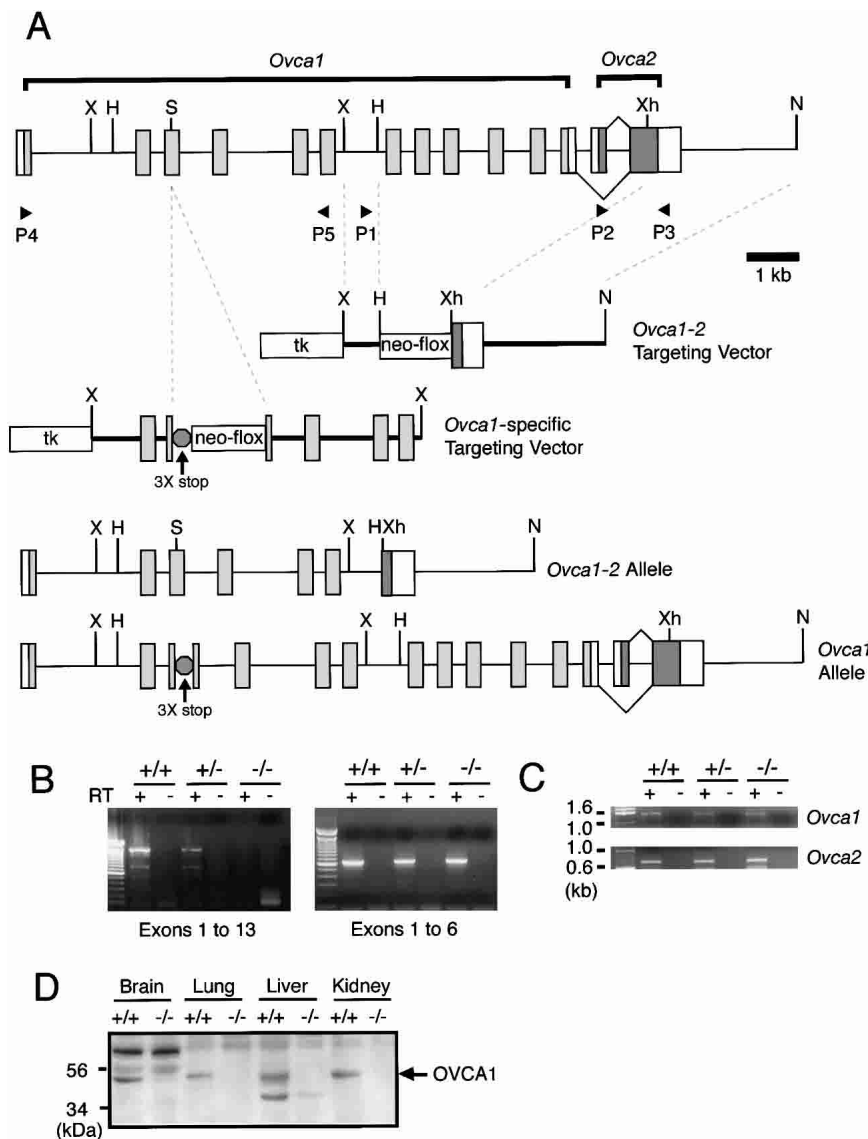 A
Ovca1
Ovca2
X H S X H Xh N
P4 P5 P1 P2 P3
1 kb
X H Xh N
tk neo-flox
Ovca1-2
Targeting Vector
X X
tk neo-flox
Ovca1-specific
Targeting Vector
3X stop
X H S X HXh N
Ovca1-2 Allele
X H X H Xh N
Ovca1
Allele
3X stop
B
+/+ +/- -/- +/+ +/- -/-
RT + - + - + - + - + - + -
Exons 1 to 13 Exons 1 to 6
C
+/+ +/- -/-
+ - + - + -
1.6
1.0
Ovca1
1.0
0.6
Ovca2
(kb)
D
Brain Lung Liver Kidney
+/+ -/- +/+ -/- +/+ -/- +/+ -/-
56
OVCA1
34
(kDa)